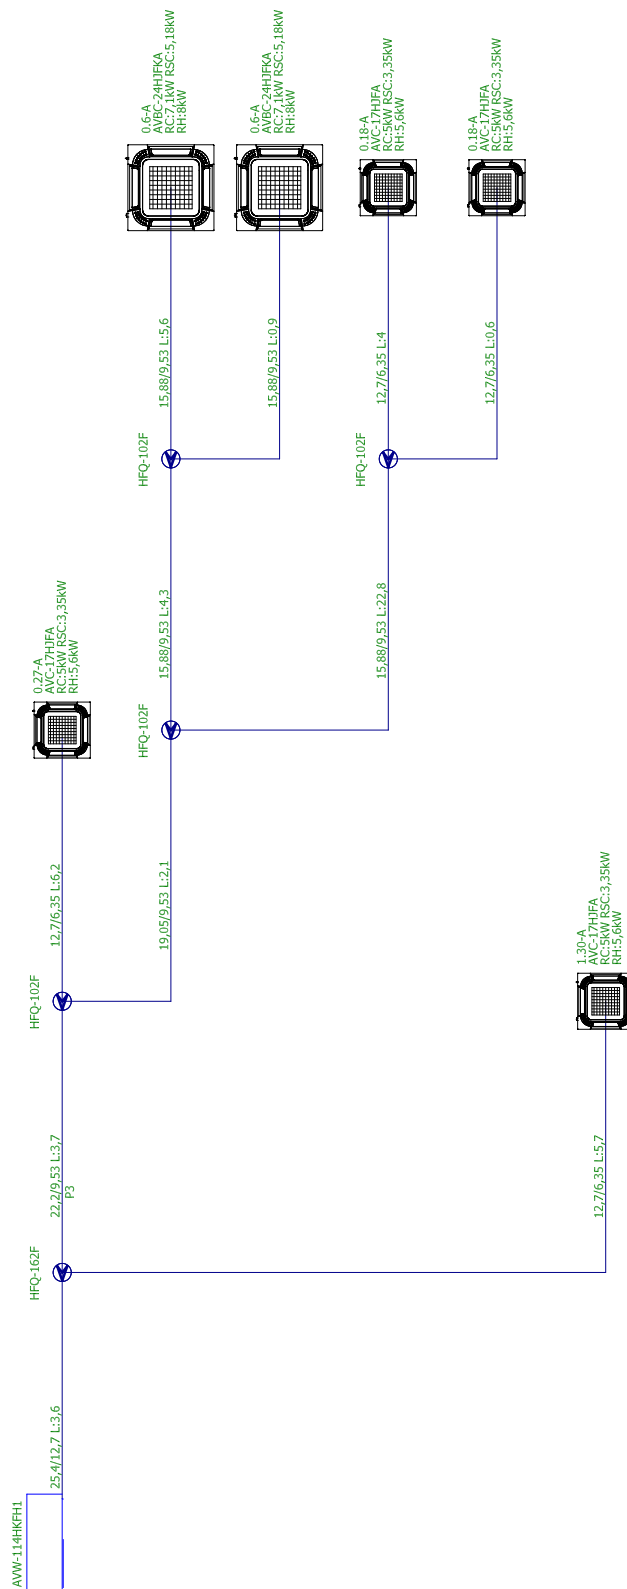 0.6-A
AVBC-24HJFKA
RC:7,1kW RSC:5,18kW
RH:8kW
0.6-A
AVBC-24HJFKA
RC:7,1kW RSC:5,18kW
RH:8kW
0.18-A
AVC-17HJFA
RC:5kW RSC:3,35kW
RH:5,6kW
0.18-A
AVC-17HJFA
RC:5kW RSC:3,35kW
RH:5,6kW
15,88/9,53 L:5,6
15,88/9,53 L:0,9
12,7/6,35 L:4
12,7/6,35 L:0,6
HFQ-102F
HFQ-102F
0.27-A
AVC-17HJFA
RC:5kW RSC:3,35kW
RH:5,6kW
15,88/9,53 L:4,3
15,88/9,53 L:22,8
HFQ-102F
12,7/6,35 L:6,2
19,05/9,53 L:2,1
1.30-A
AVC-17HJFA
RC:5kW RSC:3,35kW
RH:5,6kW
HFQ-102F
22,2/9,53 L:3,7
P3
12,7/6,35 L:5,7
HFQ-162F
25,4/12,7 L:3,6
AVW-114HKFH1